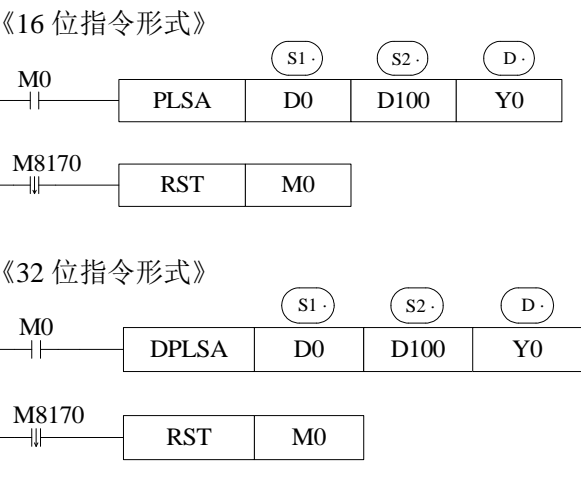 《16 位指令形式》
S1 · S2 · D ·
M0
PLSA D0 D100 Y0
M8170
RST M0
《32 位指令形式》
S1 · S2 · D ·
M0
DPLSA D0 D100 Y0
M8170
RST M0